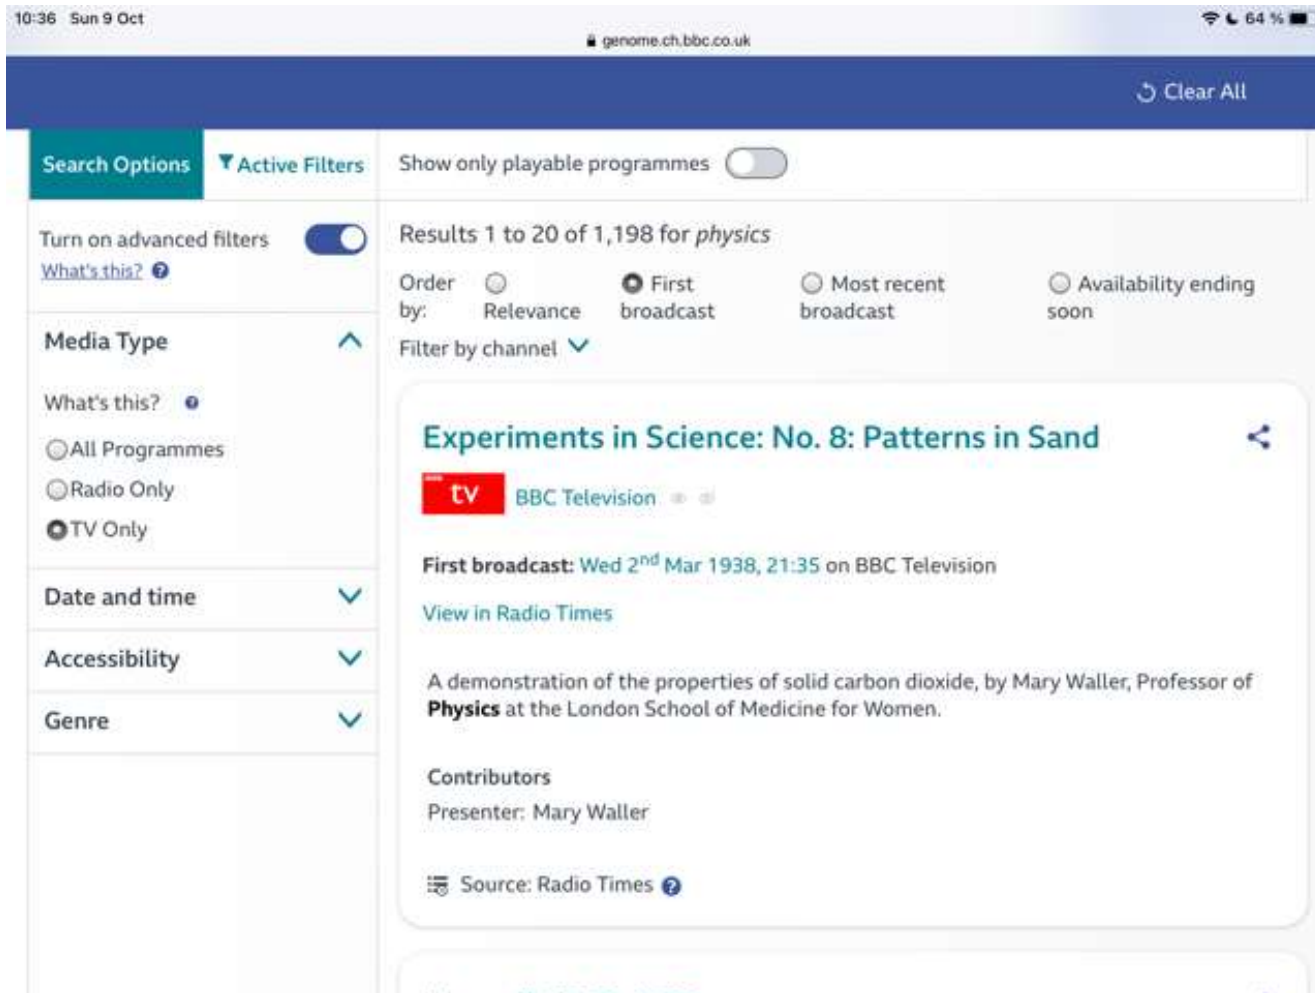 10:36 Sun 9 Oct
64 %
genome.ch.bbc.co.uk
Clear All
Search Options
Active Filters
Show only playable programmes
Turn on advanced filters
What's this?
Results 1 to 20 of 1,198 for physics
Order by:
Relevance
First broadcast
Most recent broadcast
Availability ending soon
Filter by channel
Media Type
What's this?
All Programmes
Radio Only
TV Only
Date and time
Accessibility
Genre
Experiments in Science: No. 8: Patterns in Sand
tv
BBC Television
First broadcast: Wed 2nd Mar 1938, 21:35 on BBC Television
View in Radio Times
A demonstration of the properties of solid carbon dioxide, by Mary Waller, Professor of
Physics at the London School of Medicine for Women.
Contributors
Presenter: Mary Waller
Source: Radio Times